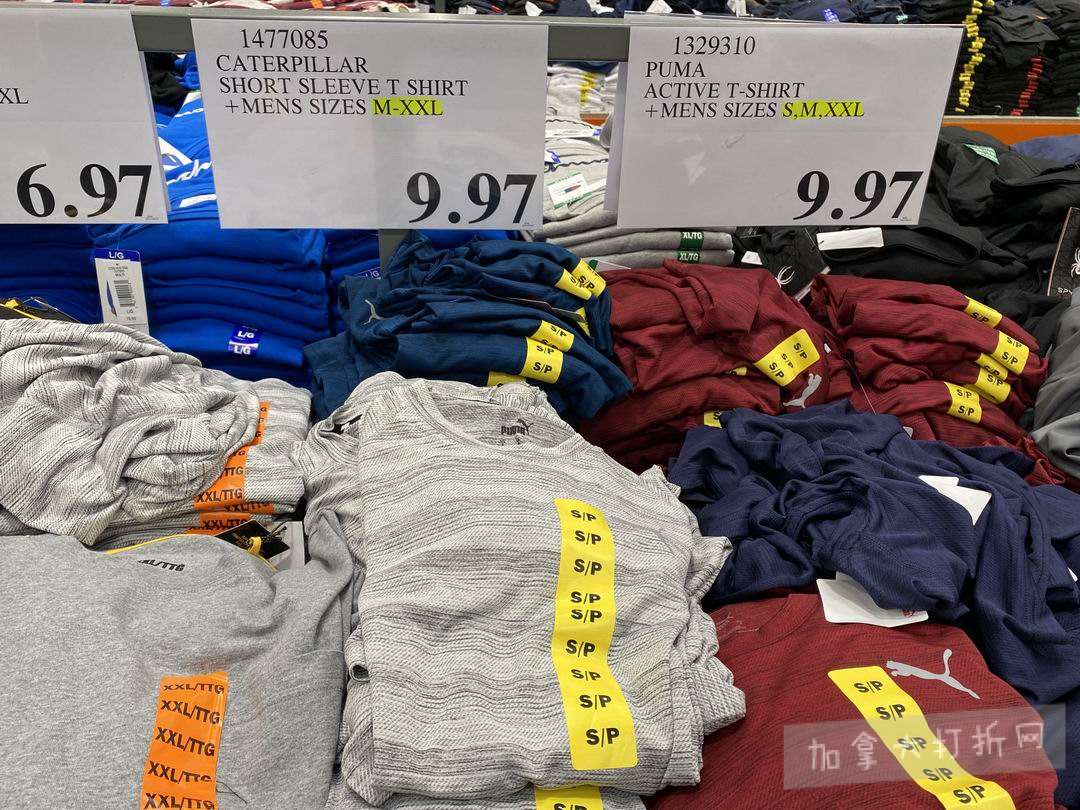 XL
6.97
1477085
CATERPILLAR
SHORT SLEEVE T SHIRT
+MENS SIZES M-XXL
9.97
1329310
PUMA
ACTIVE T-SHIRT
+MENS SIZES S,M,XXL
9.97
L/G
L/G
L/G
XL/TG
XL/TG
S/P
S/P
S/P
S/P
S/P
S/P
S/P
S/P
S/P
S/P
PUMA
XXL/TTG
XXL/TTG
XXL/TTG
XXL/TTG
XXL/TTG
XXL/TTG
XXL/TTG
S/P
S/P
S/P
S/P
S/P
S/P
S/P
S/P
S/P
S/P
S/P
S/P
S/P
S/P
加拿大打折网